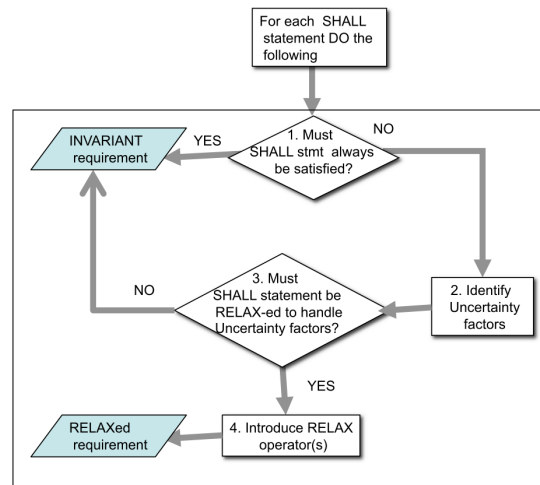 For each SHALL
statement DO the
following
INVARIANT
requirement
YES
1. Must
SHALL stmt always
be satisfied?
NO
2. Identify
Uncertainty
factors
3. Must
SHALL statement be
RELAX-ed to handle
Uncertainty factors?
NO
YES
4. Introduce RELAX
operator(s)
RELAXed
requirement